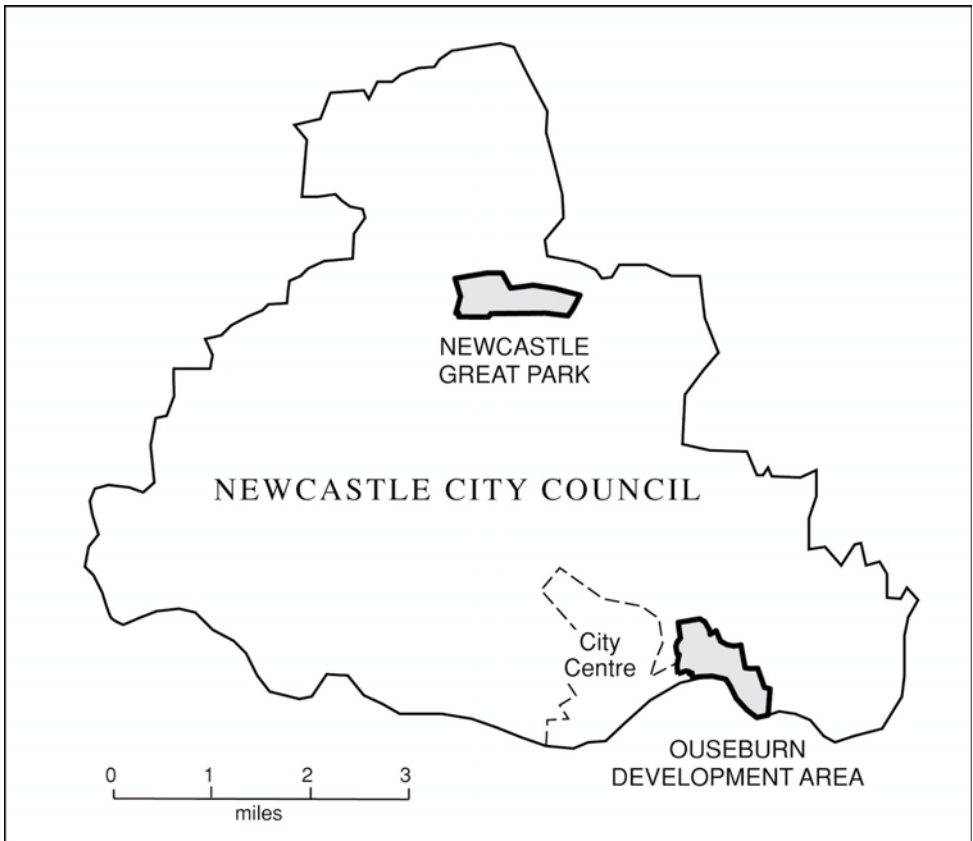 NEWCASTLE
GREAT PARK
NEWCASTLE CITY COUNCIL
City
Centre
OUSEBURN
DEVELOPMENT AREA
0 1 2 3
miles